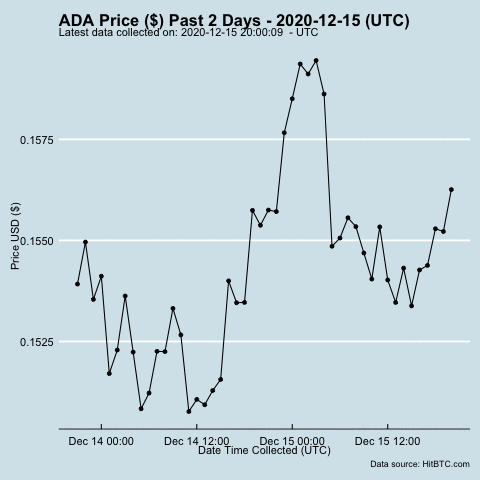 ADA Price ($) Past 2 Days - 2020-12-15 (UTC)
Latest data collected on: 2020-12-15 20:00:09 - UTC
0.1575
0.1550
0.1525
Price USD ($)
Dec 14 00:00 Dec 14 12:00 Dec 15 00:00 Dec 15 12:00
Date Time Collected (UTC)
Data source: HitBTC.com